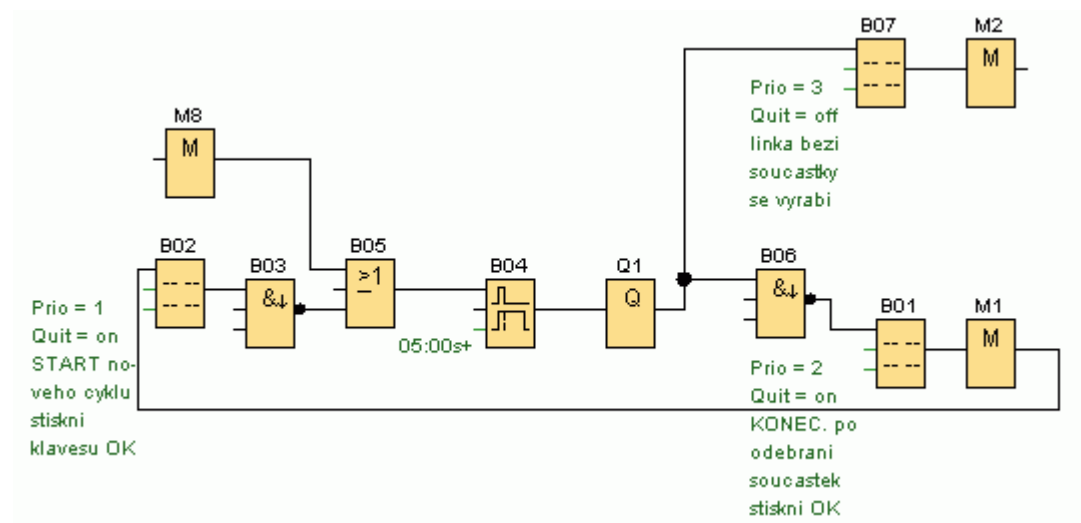 B07
M2
M
Prio = 3
Quit = off
linka bezi
soucastky
se vyrabi
M8
M
B02
B03
&↓
B05
>1
B04
05:00s+
Q1
Q
B06
&↓
B01
M1
M
Prio = 1
Quit = on
START no-
veho cyklu
stiskni
klavesu OK
Prio = 2
Quit = on
KONEC. po
odebrani
soucastek
stiskni OK